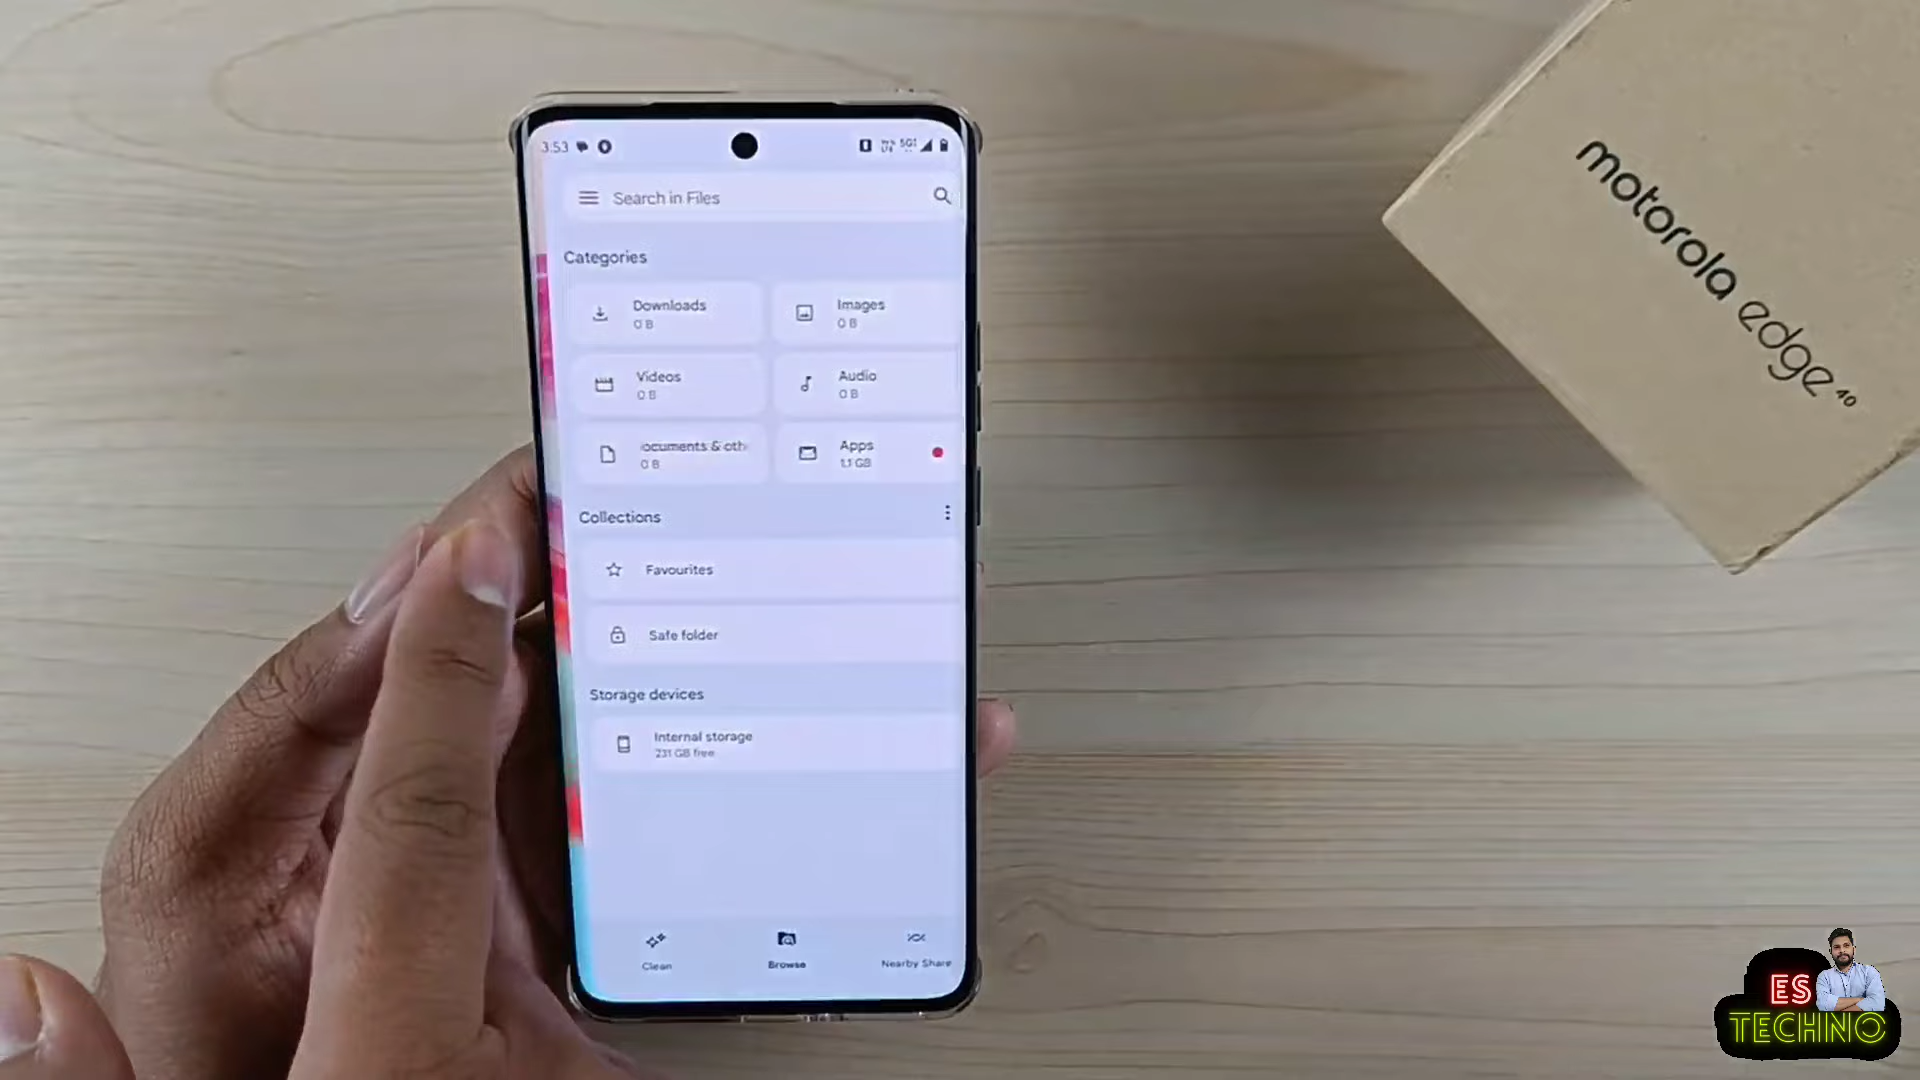 3:53
5G
Search in Files
Categories
Downloads
0 B
Images
0 B
Videos
0 B
Audio
0 B
ocuments & oth
0 B
Apps
1.1 GB
Collections
Favourites
Safe folder
Storage devices
Internal storage
231 GB free
Clean
Browse
Nearby Share
motorola edge 40
ES
TECHNO